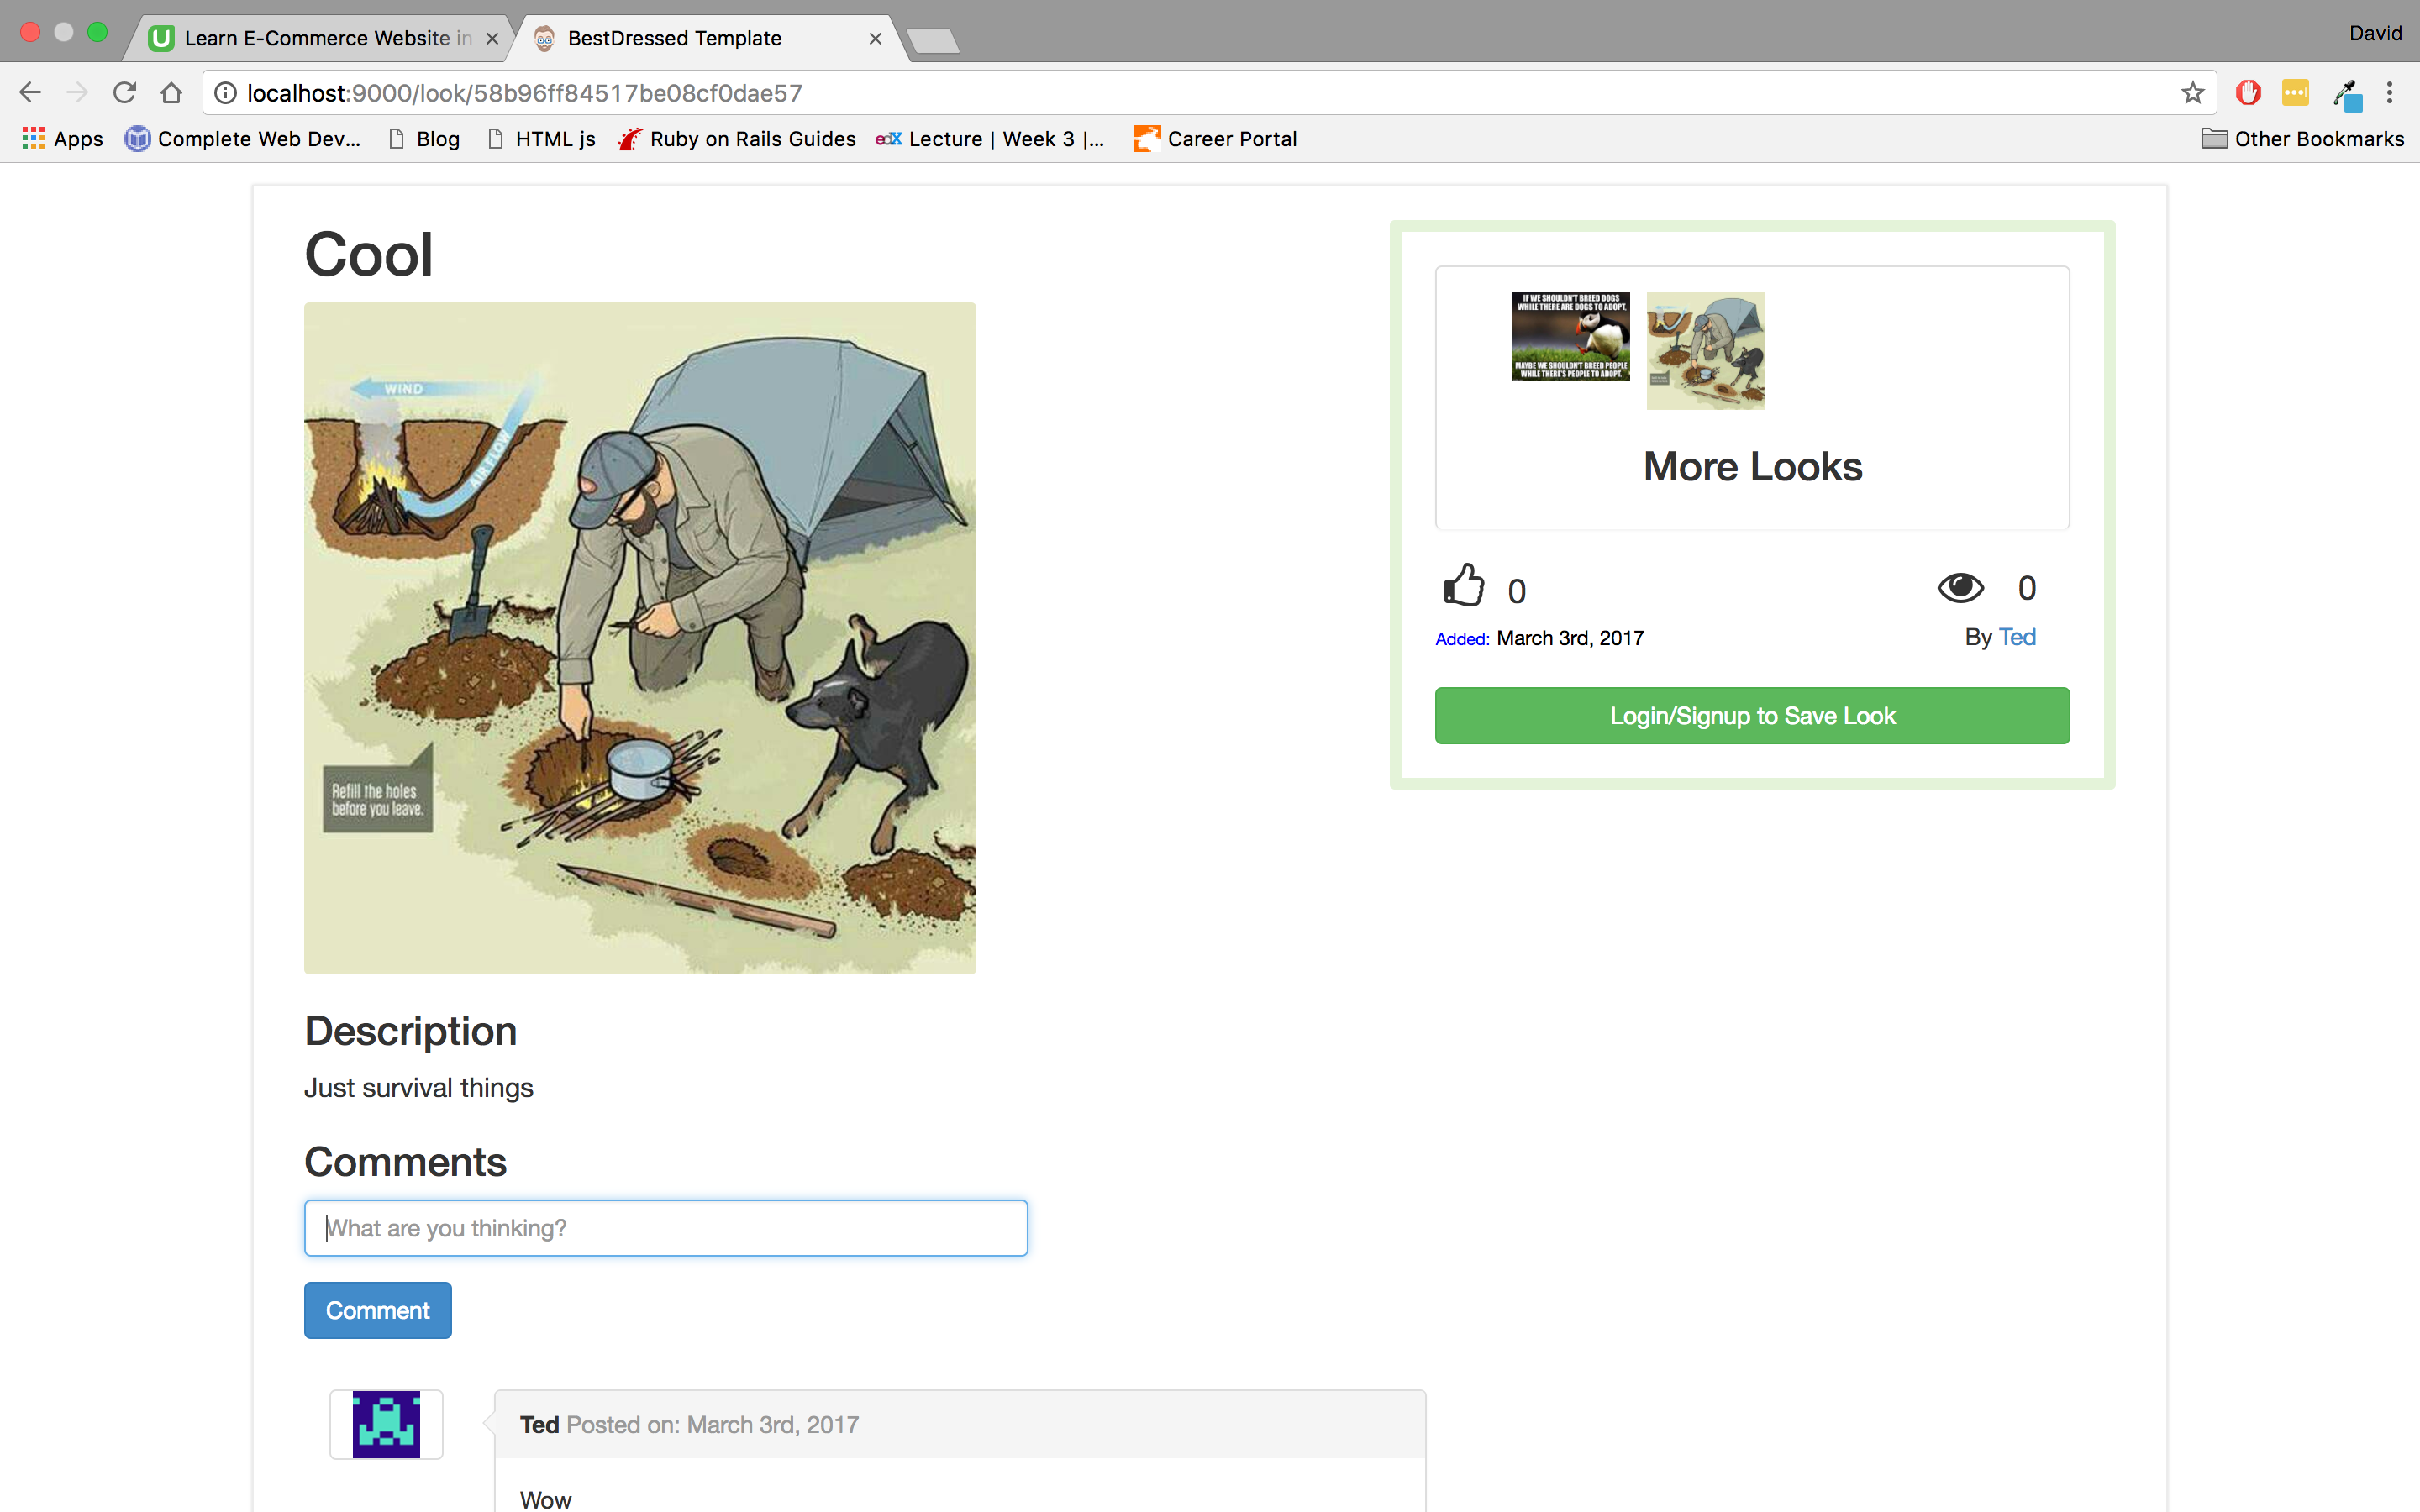 Learn E-Commerce Website in
BestDressed Template
David
localhost:9000/look/58b96ff84517be08cf0dae57
Apps
Complete Web Dev...
Blog
HTML js
Ruby on Rails Guides
edX Lecture | Week 3 |...
Career Portal
Other Bookmarks
Cool
WIND
AIR FLOW
Refill the holes
before you leave.
IF WE SHOULDN'T BREED DOGS
WHILE THERE ARE DOGS TO ADOPT,
MAYBE WE SHOULDN'T BREED PEOPLE
WHILE THERE'S PEOPLE TO ADOPT.
More Looks
0
0
Added: March 3rd, 2017
By Ted
Login/Signup to Save Look
Description
Just survival things
Comments
What are you thinking?
Comment
Ted Posted on: March 3rd, 2017
Wow